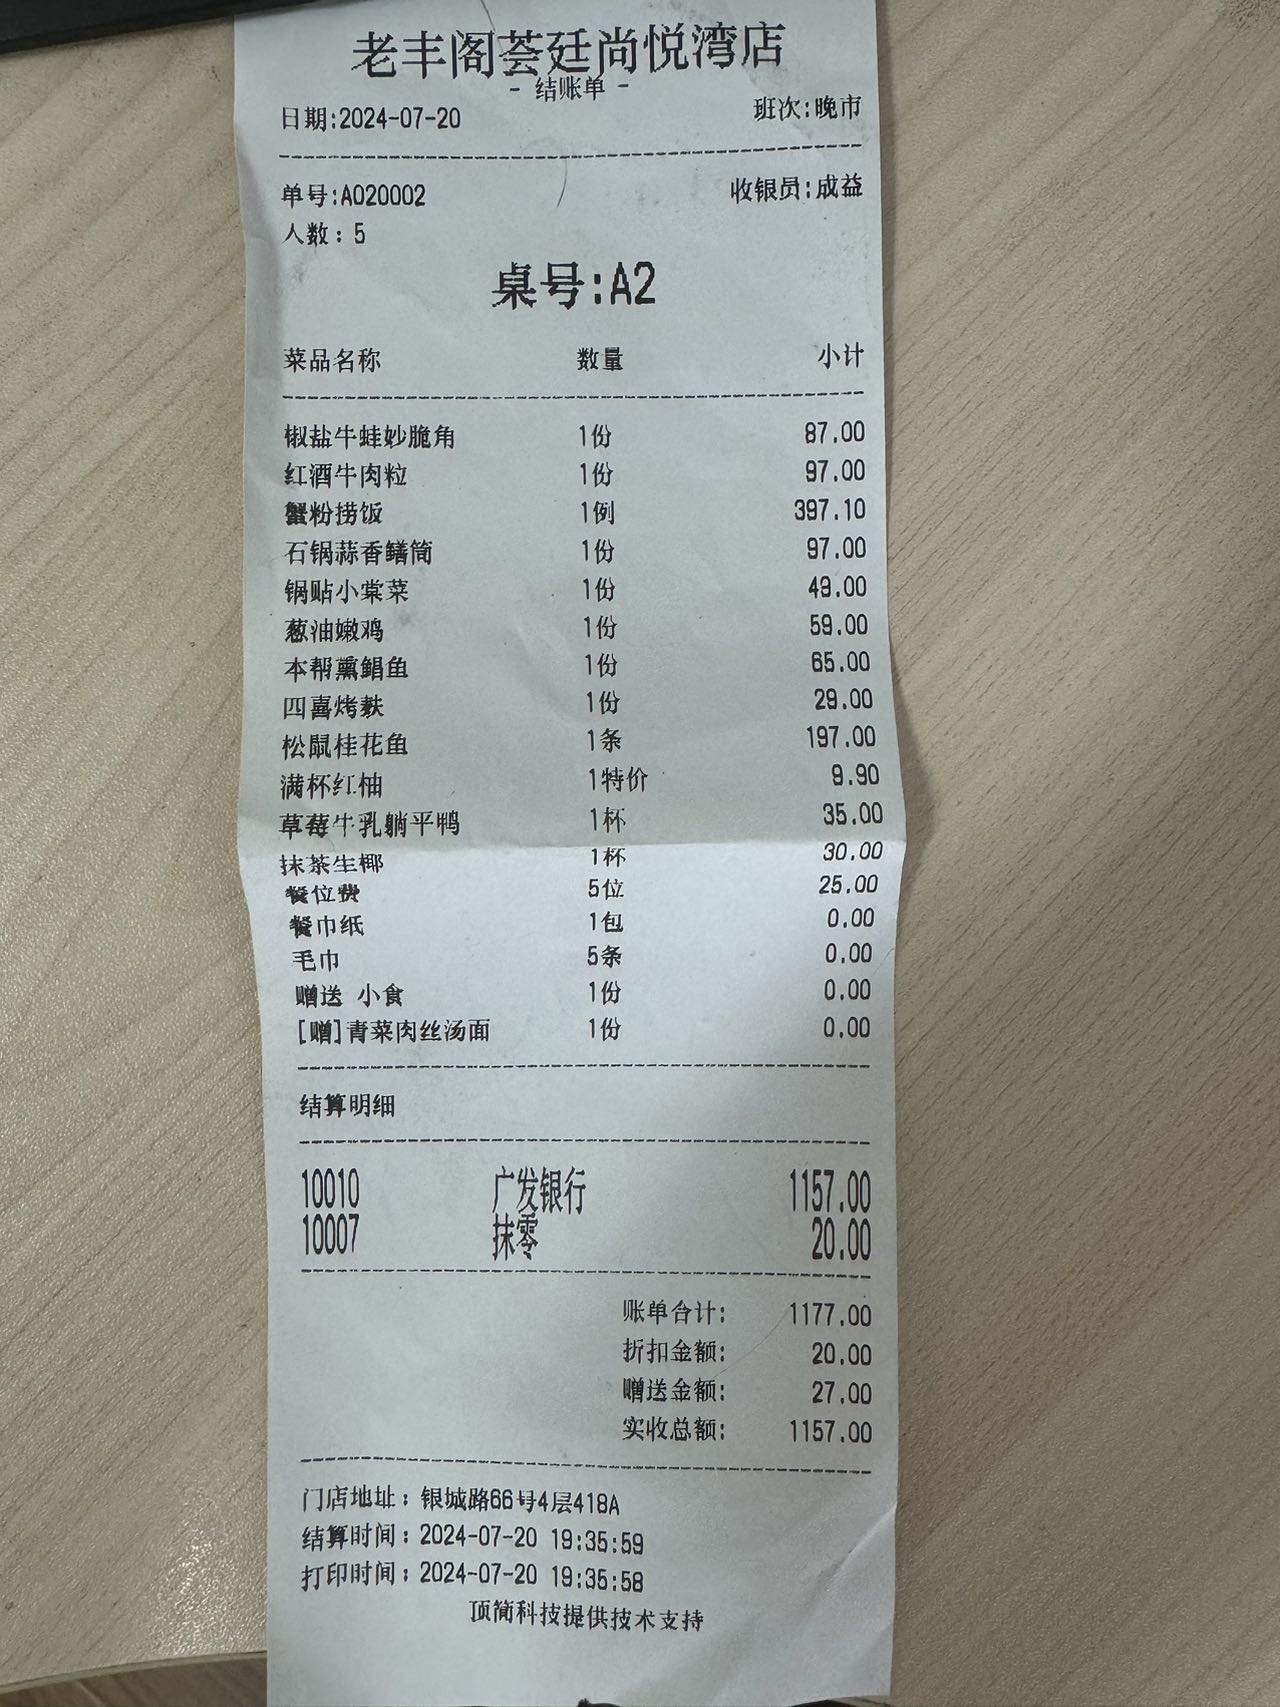 老丰阁荟廷尚悦湾店
- 结账单 -
日期:2024-07-20 班次:晚市
单号:A020002 收银员:成益
人数: 5
桌号:A2
菜品名称 数量 小计
椒盐牛蛙妙脆角 1份 87.00
红酒牛肉粒 1份 97.00
蟹粉捞饭 1例 397.10
石锅蒜香鳝筒 1份 97.00
锅贴小棠菜 1份 49.00
葱油嫩鸡 1份 59.00
本帮熏鲳鱼 1份 65.00
四喜烤麸 1份 29.00
松鼠桂花鱼 1条 197.00
满杯红柚 1特价 9.90
草莓牛乳躺平鸭 1杯 35.00
抹茶生椰 1杯 30.00
餐位费 5位 25.00
餐巾纸 1包 0.00
毛巾 5条 0.00
赠送 小食 1份 0.00
[赠]青菜肉丝汤面 1份 0.00
结算明细
10010 广发银行 1157.00
10007 抹零 20.00
账单合计: 1177.00
折扣金额: 20.00
赠送金额: 27.00
实收总额: 1157.00
门店地址: 银城路66号4层418A
结算时间: 2024-07-20 19:35:59
打印时间: 2024-07-20 19:35:58
顶简科技提供技术支持